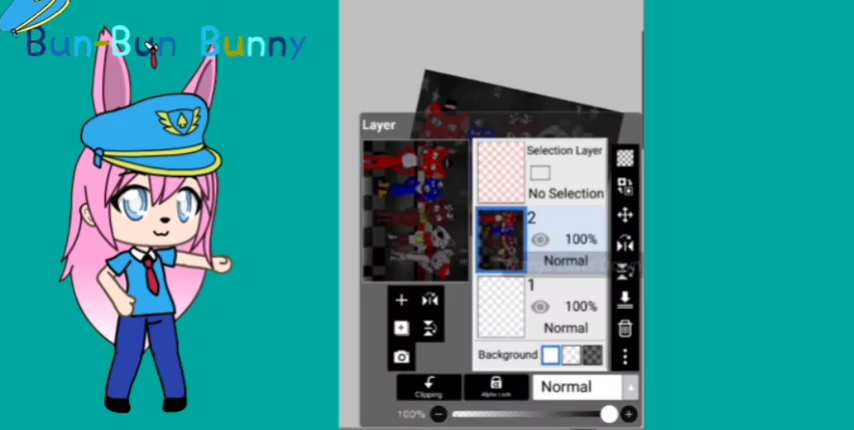 Bun-Bun Bunny
Layer
Selection Layer
No Selection
2
100%
Normal
1
100%
Normal
Background
Clipping
Alpha Lock
Normal
100%